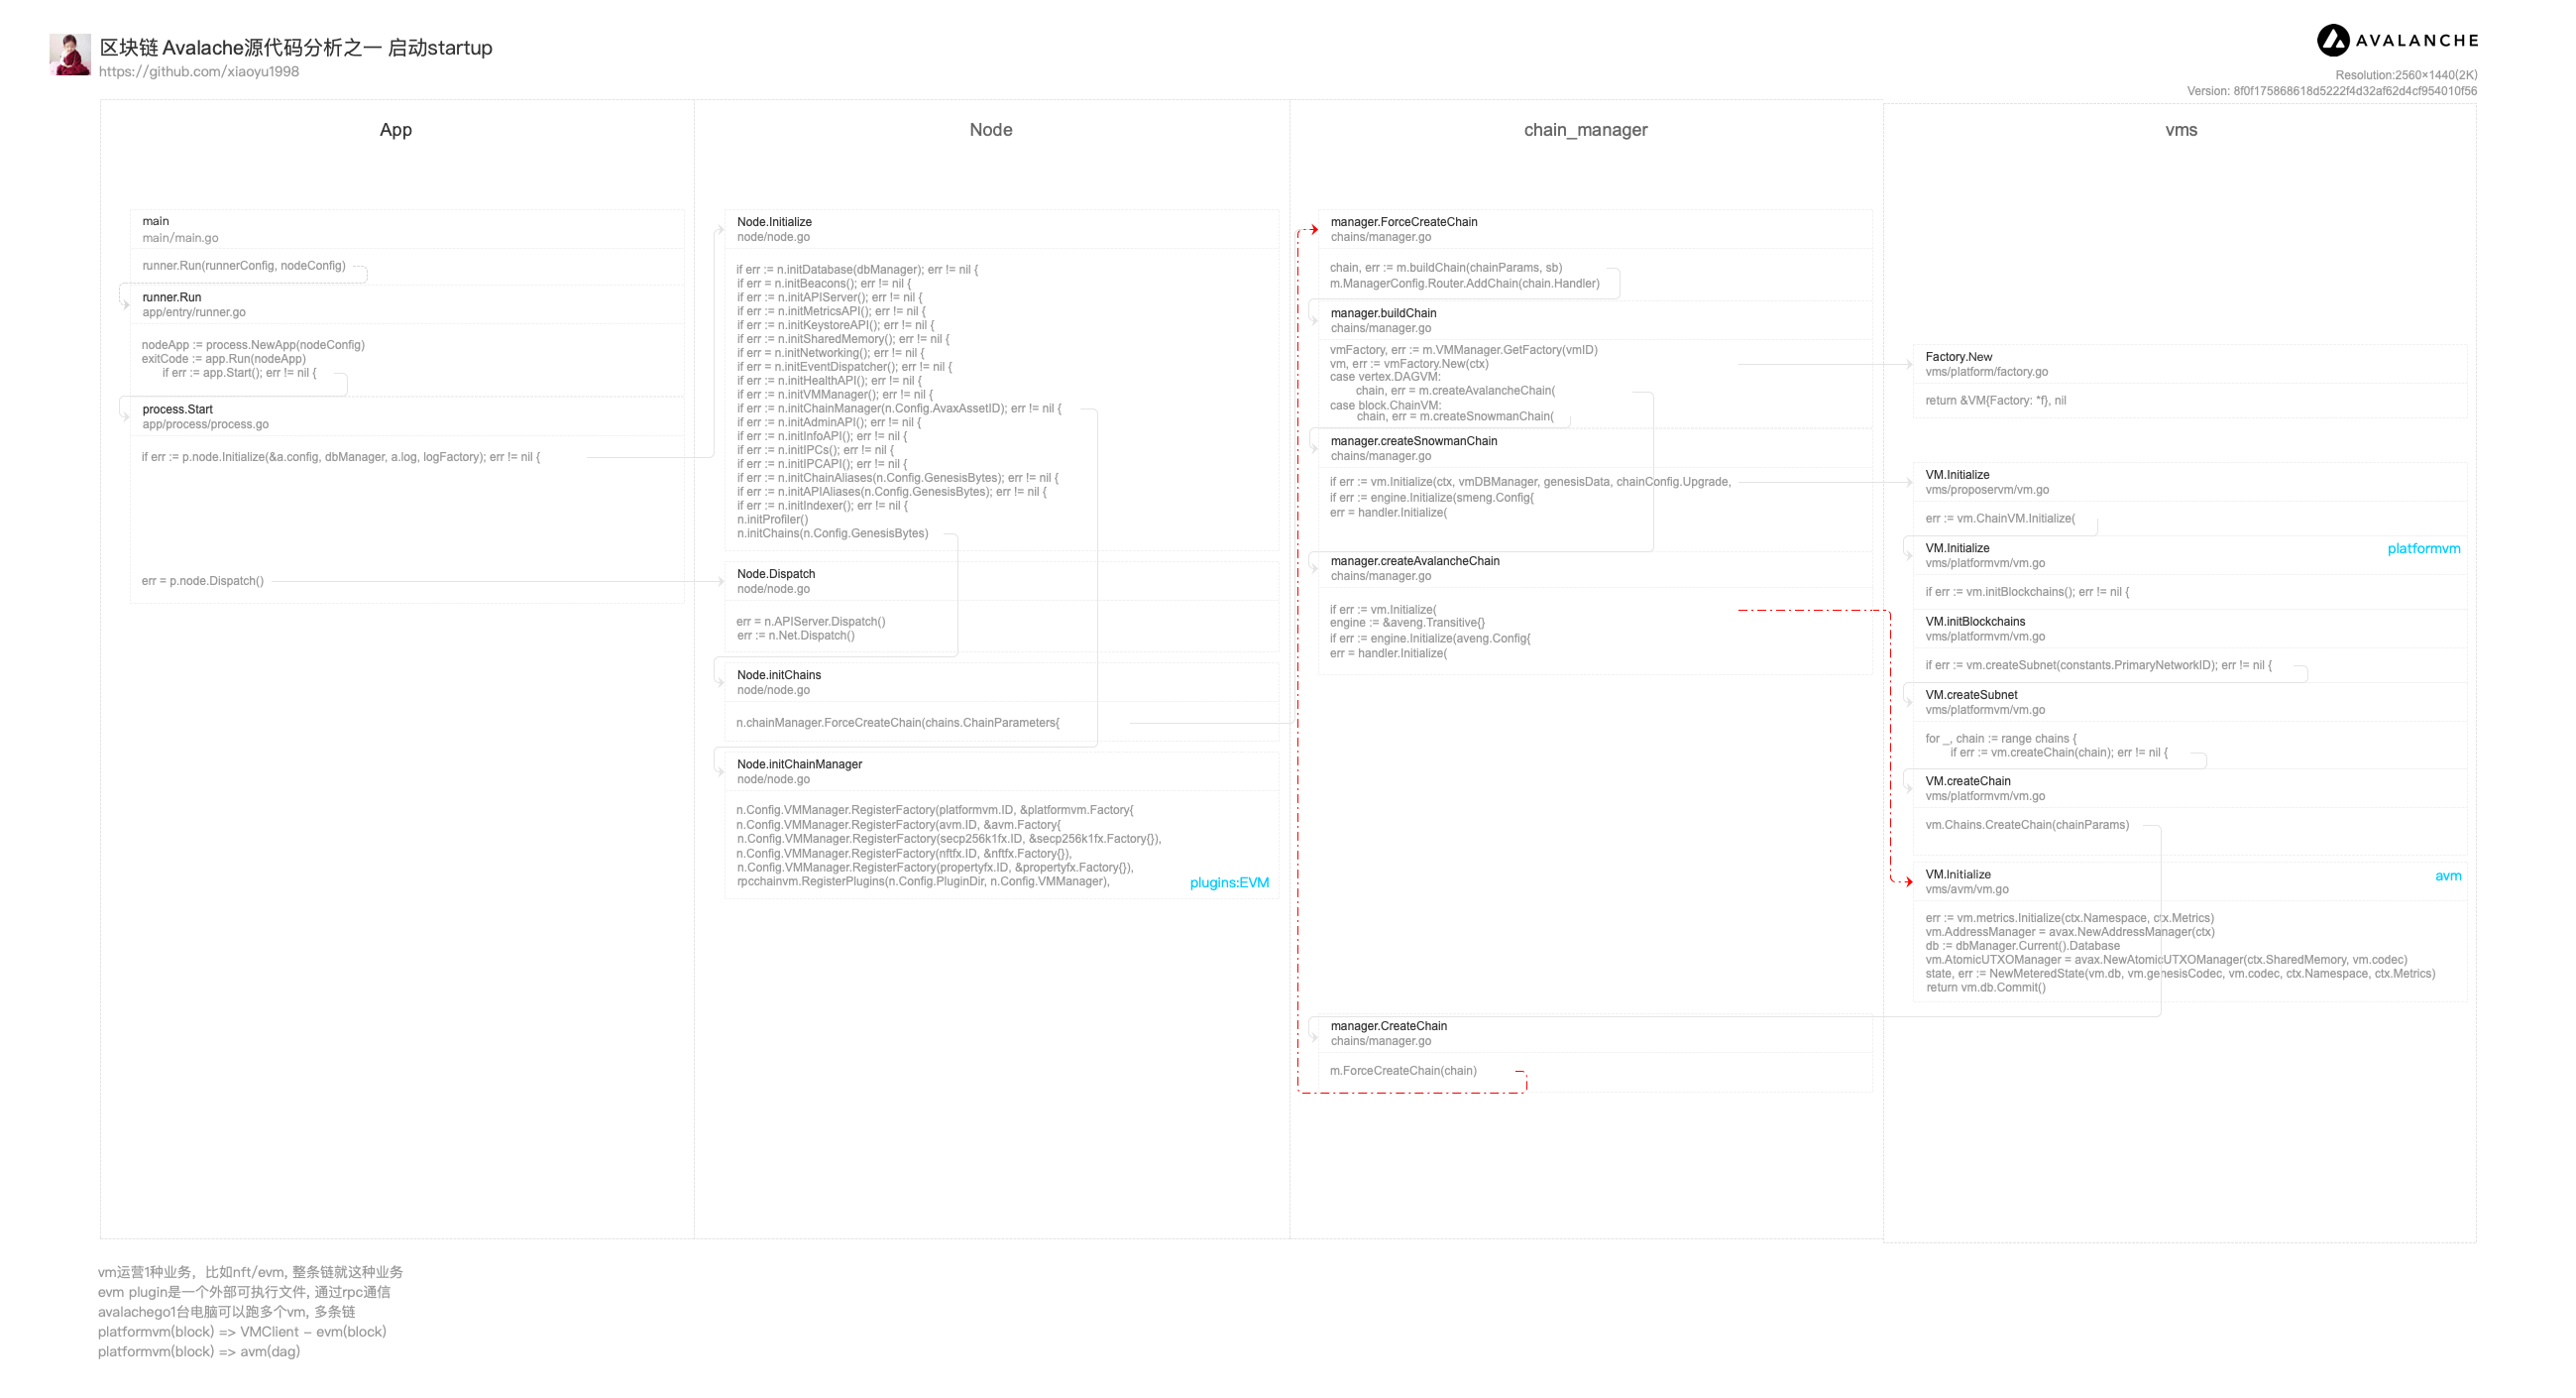 区块链 Avalache源代码分析之一 启动startup
https://github.com/xiaoyu1998
AVALANCHE
Resolution:2560×1440(2K)
Version: 8f0f175868618d5222f4d32af62d4cf954010f56
App
main
main/main.go
runner.Run(runnerConfig, nodeConfig)
runner.Run
app/entry/runner.go
nodeApp := process.NewApp(nodeConfig)
exitCode := app.Run(nodeApp)
if err := app.Start(); err != nil {
process.Start
app/process/process.go
if err := p.node.Initialize(&a.config, dbManager, a.log, logFactory); err != nil {
err = p.node.Dispatch()
Node
Node.Initialize
node/node.go
if err := n.initDatabase(dbManager); err != nil {
if err = n.initBeacons(); err != nil {
if err := n.initAPIServer(); err != nil {
if err := n.initMetricsAPI(); err != nil {
if err := n.initKeystoreAPI(); err != nil {
if err := n.initSharedMemory(); err != nil {
if err = n.initNetworking(); err != nil {
if err = n.initEventDispatcher(); err != nil {
if err := n.initHealthAPI(); err != nil {
if err := n.initVMManager(); err != nil {
if err := n.initChainManager(n.Config.AvaxAssetID); err != nil {
if err := n.initAdminAPI(); err != nil {
if err := n.initInfoAPI(); err != nil {
if err := n.initIPCs(); err != nil {
if err := n.initIPCAPI(); err != nil {
if err := n.initChainAliases(n.Config.GenesisBytes); err != nil {
if err := n.initAPIAliases(n.Config.GenesisBytes); err != nil {
if err := n.initIndexer(); err != nil {
n.initProfiler()
n.initChains(n.Config.GenesisBytes)
Node.Dispatch
node/node.go
err = n.APIServer.Dispatch()
err := n.Net.Dispatch()
Node.initChains
node/node.go
n.chainManager.ForceCreateChain(chains.ChainParameters{
Node.initChainManager
node/node.go
n.Config.VMManager.RegisterFactory(platformvm.ID, &platformvm.Factory{
n.Config.VMManager.RegisterFactory(avm.ID, &avm.Factory{
n.Config.VMManager.RegisterFactory(secp256k1fx.ID, &secp256k1fx.Factory{}),
n.Config.VMManager.RegisterFactory(nftfx.ID, &nftfx.Factory{}),
n.Config.VMManager.RegisterFactory(propertyfx.ID, &propertyfx.Factory{}),
rpcchainvm.RegisterPlugins(n.Config.PluginDir, n.Config.VMManager),
plugins:EVM
chain_manager
manager.ForceCreateChain
chains/manager.go
chain, err := m.buildChain(chainParams, sb)
m.ManagerConfig.Router.AddChain(chain.Handler)
manager.buildChain
chains/manager.go
vmFactory, err := m.VMManager.GetFactory(vmID)
vm, err := vmFactory.New(ctx)
case vertex.DAGVM:
chain, err = m.createAvalancheChain(
case block.ChainVM:
chain, err = m.createSnowmanChain(
manager.createSnowmanChain
chains/manager.go
if err := vm.Initialize(ctx, vmDBManager, genesisData, chainConfig.Upgrade,
if err := engine.Initialize(smeng.Config{
err = handler.Initialize(
manager.createAvalancheChain
chains/manager.go
if err := vm.Initialize(
engine := &aveng.Transitive{}
if err := engine.Initialize(aveng.Config{
err = handler.Initialize(
manager.CreateChain
chains/manager.go
m.ForceCreateChain(chain)
vms
Factory.New
vms/platform/factory.go
return &VM{Factory: *f}, nil
VM.Initialize
vms/proposervm/vm.go
err := vm.ChainVM.Initialize(
VM.Initialize
platformvm
vms/platformvm/vm.go
if err := vm.initBlockchains(); err != nil {
VM.initBlockchains
vms/platformvm/vm.go
if err := vm.createSubnet(constants.PrimaryNetworkID); err != nil {
VM.createSubnet
vms/platformvm/vm.go
for _, chain := range chains {
if err := vm.createChain(chain); err != nil {
VM.createChain
vms/platformvm/vm.go
vm.Chains.CreateChain(chainParams)
VM.Initialize
avm
vms/avm/vm.go
err := vm.metrics.Initialize(ctx.Namespace, ctx.Metrics)
vm.AddressManager = avax.NewAddressManager(ctx)
db := dbManager.Current().Database
vm.AtomicUTXOManager = avax.NewAtomicUTXOManager(ctx.SharedMemory, vm.codec)
state, err := NewMeteredState(vm.db, vm.genesisCodec, vm.codec, ctx.Namespace, ctx.Metrics)
return vm.db.Commit()
vm运营1种业务，比如nft/evm, 整条链就这种业务
evm plugin是一个外部可执行文件, 通过rpc通信
avalachego1台电脑可以跑多个vm, 多条链
platformvm(block) => VMClient - evm(block)
platformvm(block) => avm(dag)